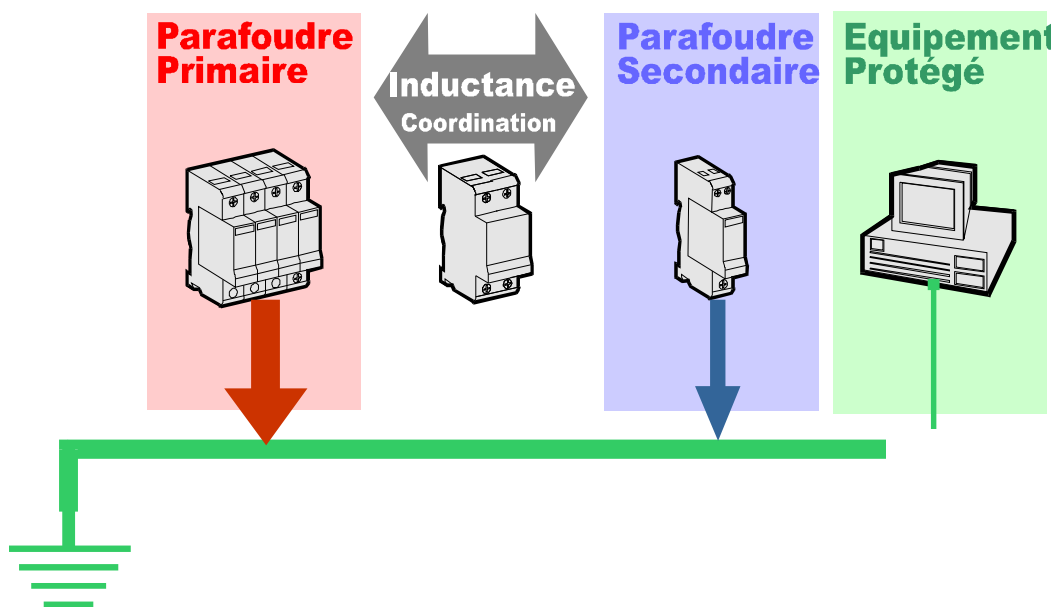 Parafoudre
Primaire
Inductance
Coordination
Parafoudre
Secondaire
Equipement
Protégé